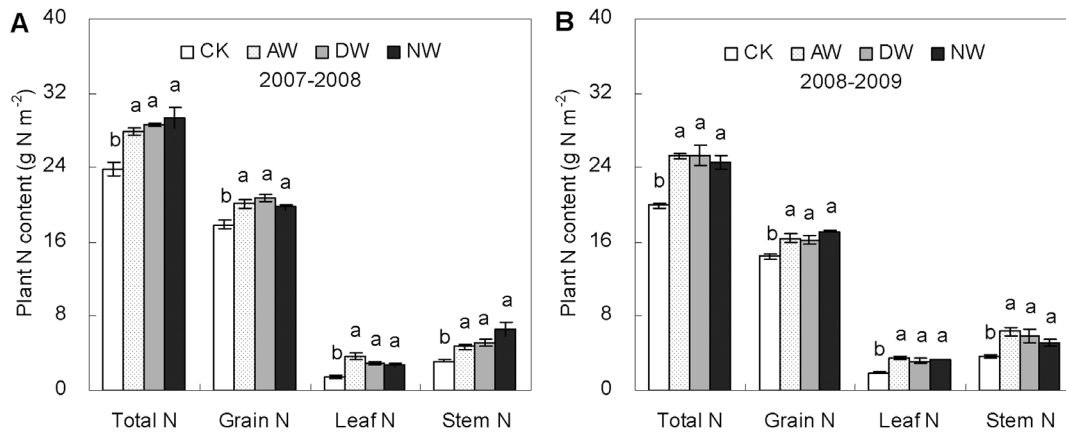 A
Plant N content (g N m⁻²)
40
32
24
16
8
0
CK AW DW NW
2007-2008
b a a a
b a a a
b a a a
b a a a
Total N Grain N Leaf N Stem N
B
Plant N content (g N m⁻²)
40
32
24
16
8
0
CK AW DW NW
2008-2009
b a a a
b a a a
b a a a
b a a a
Total N Grain N Leaf N Stem N